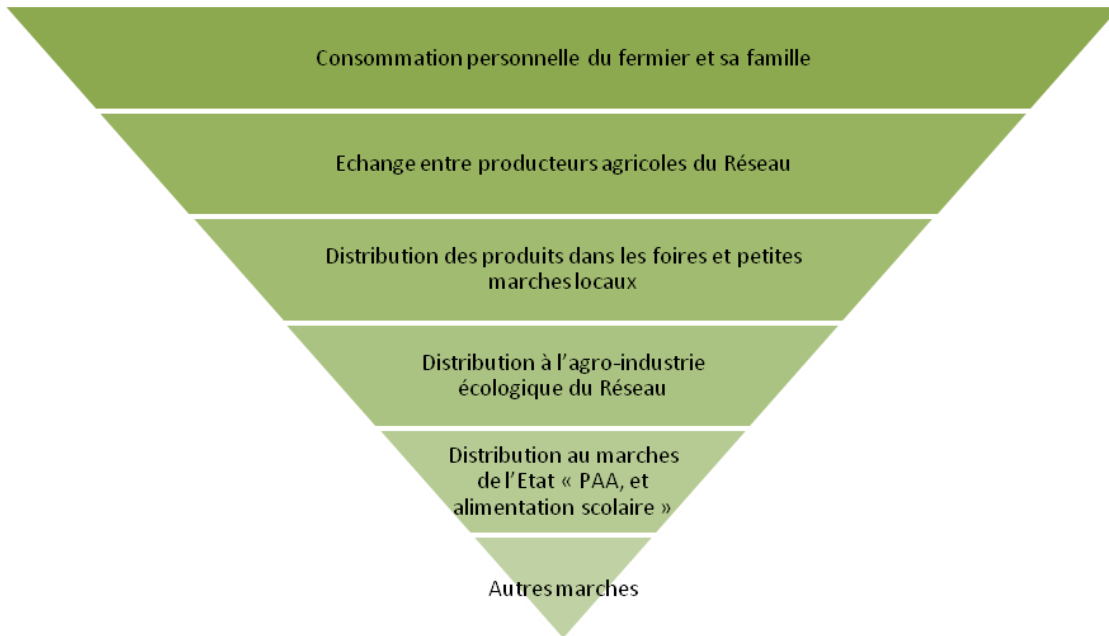 Consommation personnelle du fermier et sa famille
Echange entre producteurs agricoles du Réseau
Distribution des produits dans les foires et petites
marches locaux
Distribution à l’agro-industrie
écologique du Réseau
Distribution au marches
de l’Etat « PAA, et
alimentation scolaire »
Autres marches